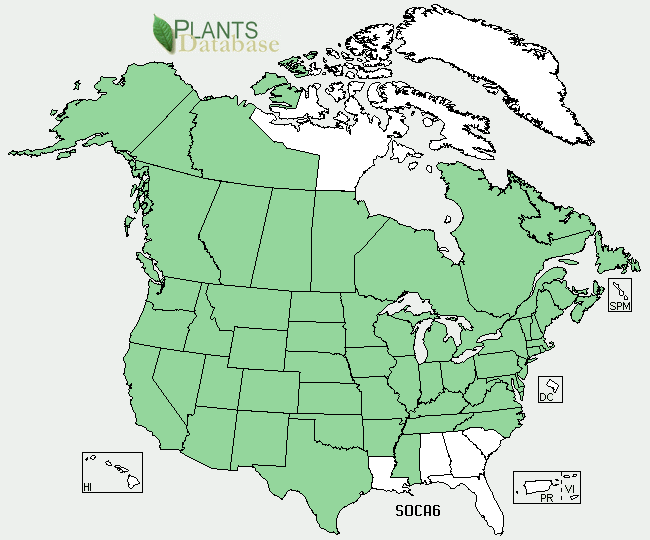 PLANTS
Database
SPM
DC
HI
PR
VI
SOCA6